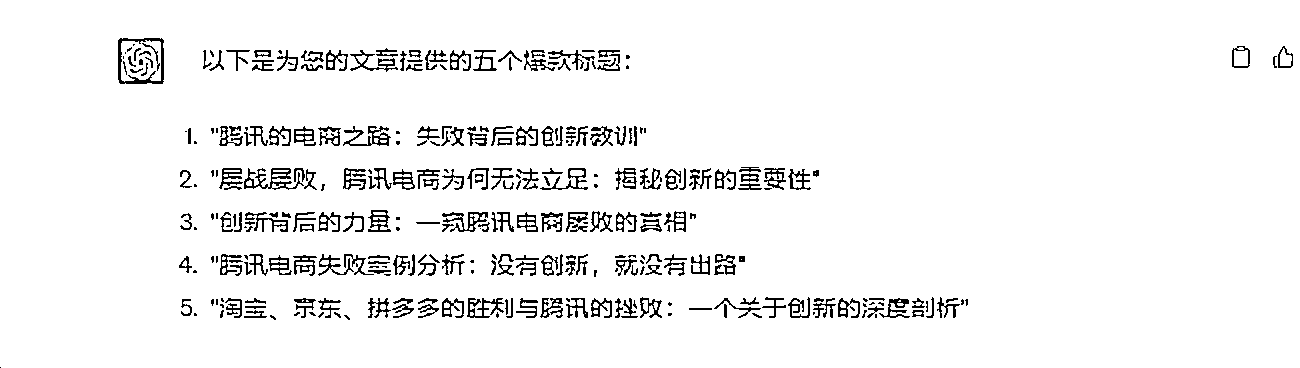 以下是为您的文章提供的五个爆款标题：
1. "腾讯的电商之路：失败背后的创新教训"
2. "屡战屡败，腾讯电商为何无法立足：揭秘创新的重要性"
3. "创新背后的力量：一窥腾讯电商屡败的真相"
4. "腾讯电商失败案例分析：没有创新，就没有出路"
5. "淘宝、京东、拼多多的胜利与腾讯的挫败：一个关于创新的深度剖析"